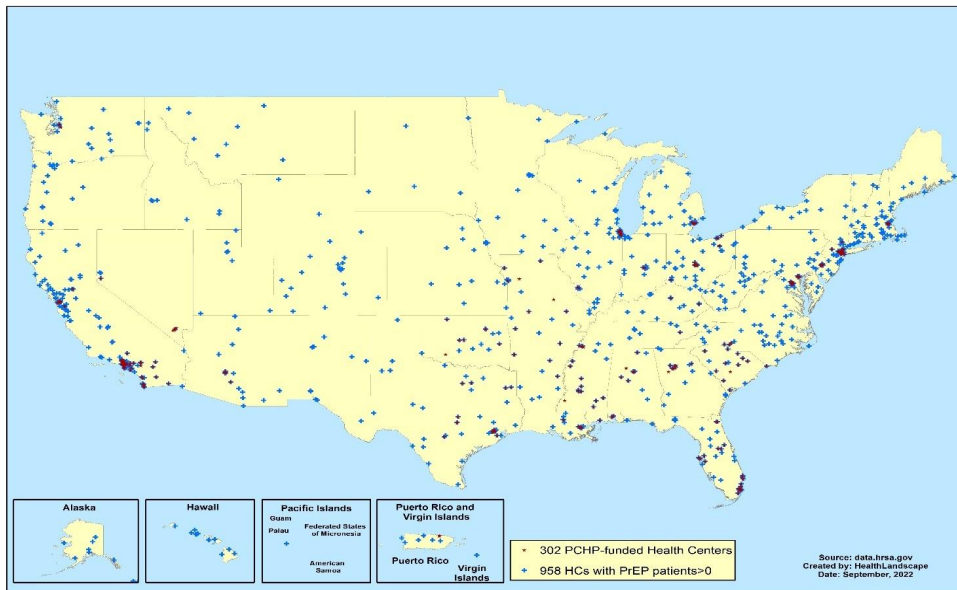 Alaska
Hawaii
Pacific Islands
Guam
Palau
Federated States
of Micronesia
American
Samoa
Puerto Rico and
Virgin Islands
Puerto Rico
Virgin
Islands
302 PCHP-funded Health Centers
958 HCs with PrEP patients>0
Source: data.hrsa.gov
Created by: HealthLandscape
Date: September, 2022